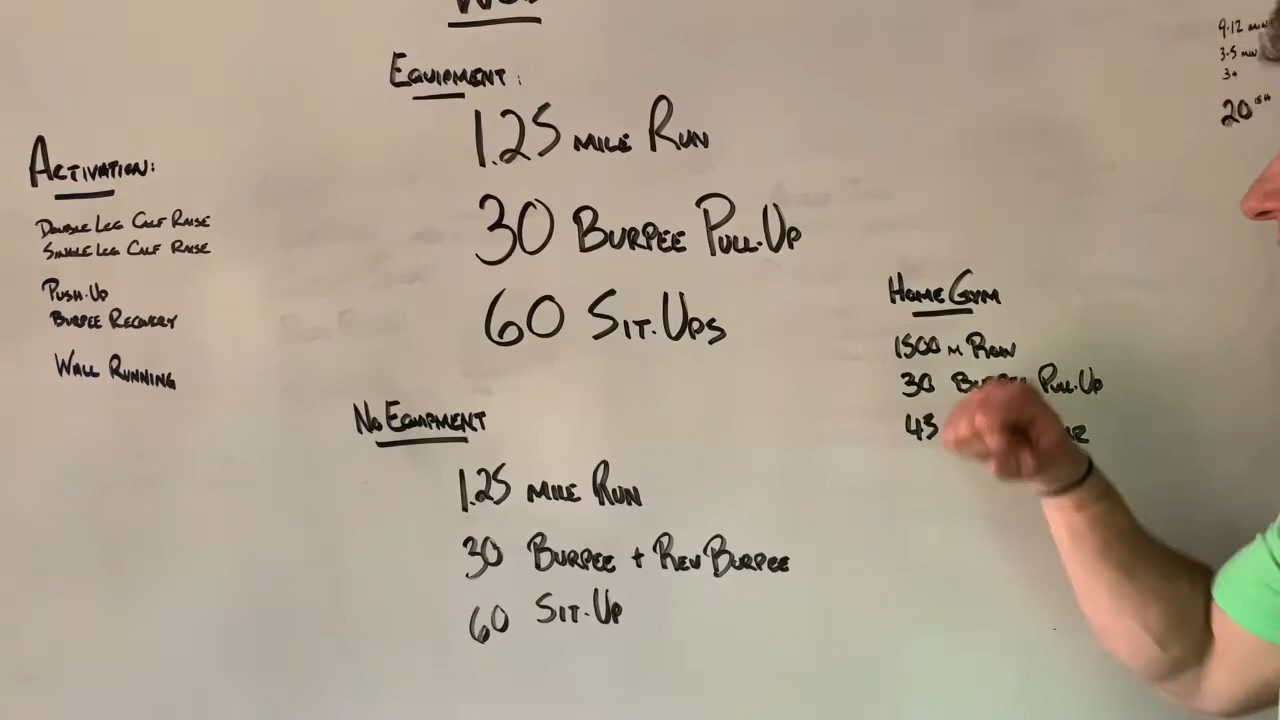 Equipment:
1.25 mile Run
30 Burpee Pull-Up
60 Sit-Ups
Activation:
Double Leg Calf Raise
Single Leg Calf Raise
Push-Up
Burpee Recovery
Wall Running
No Equipment
1.25 mile Run
30 Burpee + Rev Burpee
60 Sit-Up
Home Gym
1500 m Row
30 Burpee Pull-Up
45
9-12 min
3-5 min
3+
20 ish